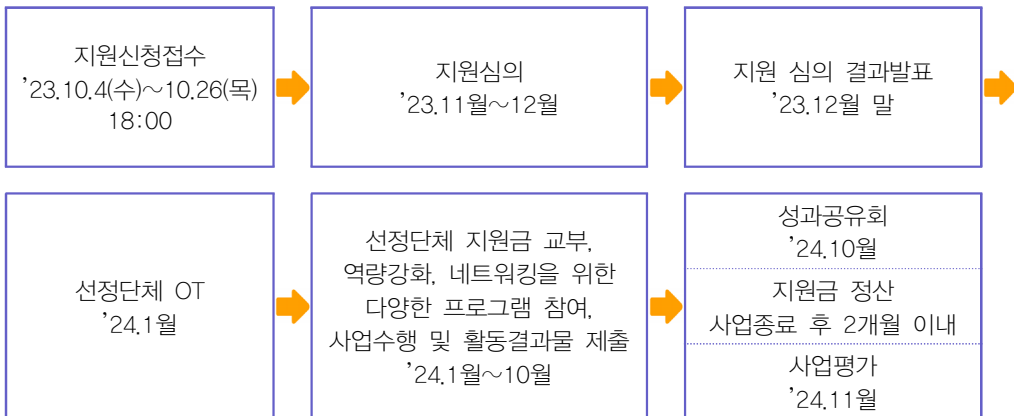 지원신청접수
’23.10.4(수)～10.26(목)
18:00
지원심의
’23.11월～12월
지원 심의 결과발표
’23.12월 말
선정단체 OT
’24.1월
선정단체 지원금 교부,
역량강화, 네트워킹을 위한
다양한 프로그램 참여,
사업수행 및 활동결과물 제출
’24.1월～10월
성과공유회
’24.10월
지원금 정산
사업종료 후 2개월 이내
사업평가
’24.11월